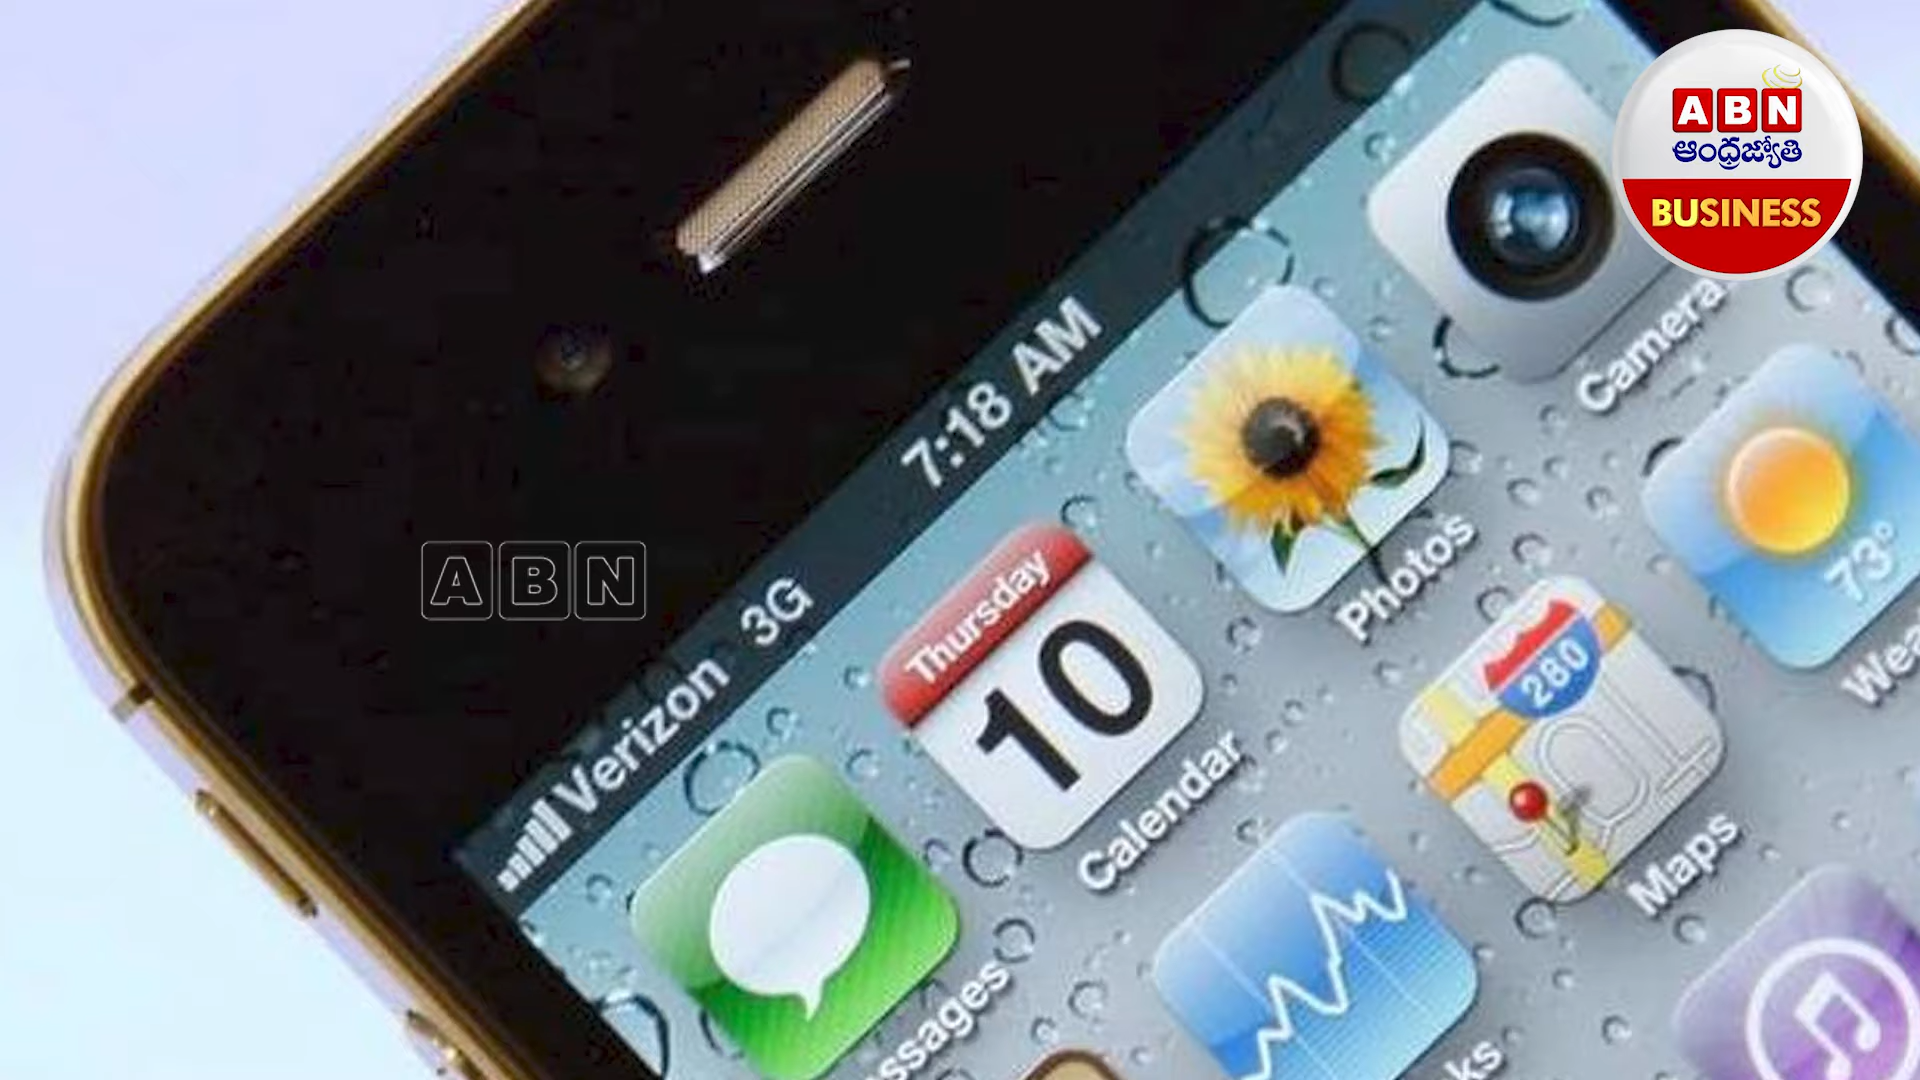 ABN
ఆంధ్రజ్యోతి
BUSINESS
Camera
7:18 AM
Photos
73°
Thursday
10
ABN
3G
Verizon
280
Calendar
Maps